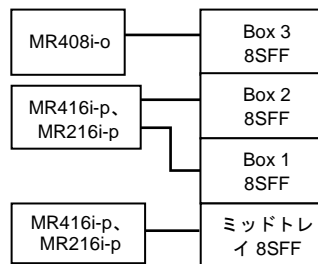 MR408i-o
Box 3
8SFF
MR416i-p、
MR216i-p
Box 2
8SFF
Box 1
8SFF
MR416i-p、
MR216i-p
ミッドトレ
イ 8SFF